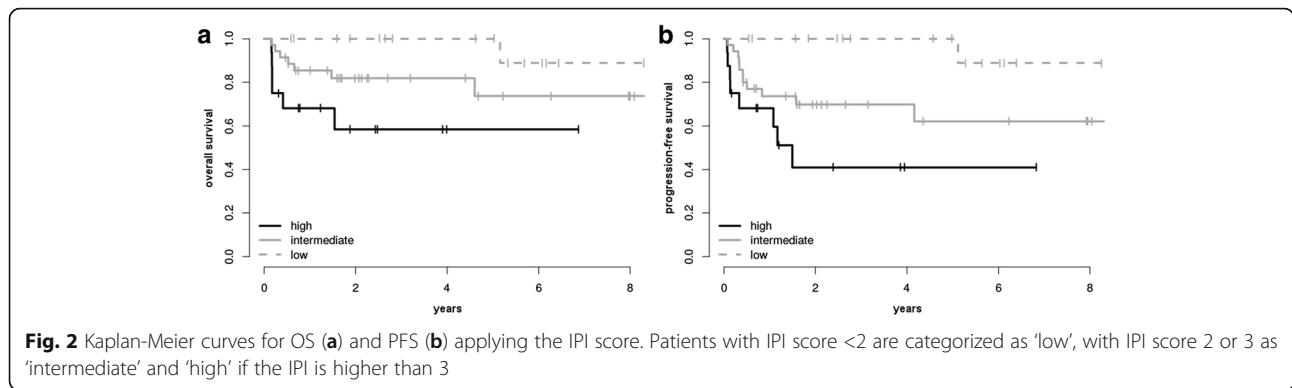 a
overall survival
1.0
0.8
0.6
0.4
0.2
0.0
high
intermediate
low
0 2 4 6 8
years
b
progression-free survival
1.0
0.8
0.6
0.4
0.2
0.0
high
intermediate
low
0 2 4 6 8
years
Fig. 2 Kaplan-Meier curves for OS (a) and PFS (b) applying the IPI score. Patients with IPI score <2 are categorized as ‘low’, with IPI score 2 or 3 as
‘intermediate’ and ‘high’ if the IPI is higher than 3